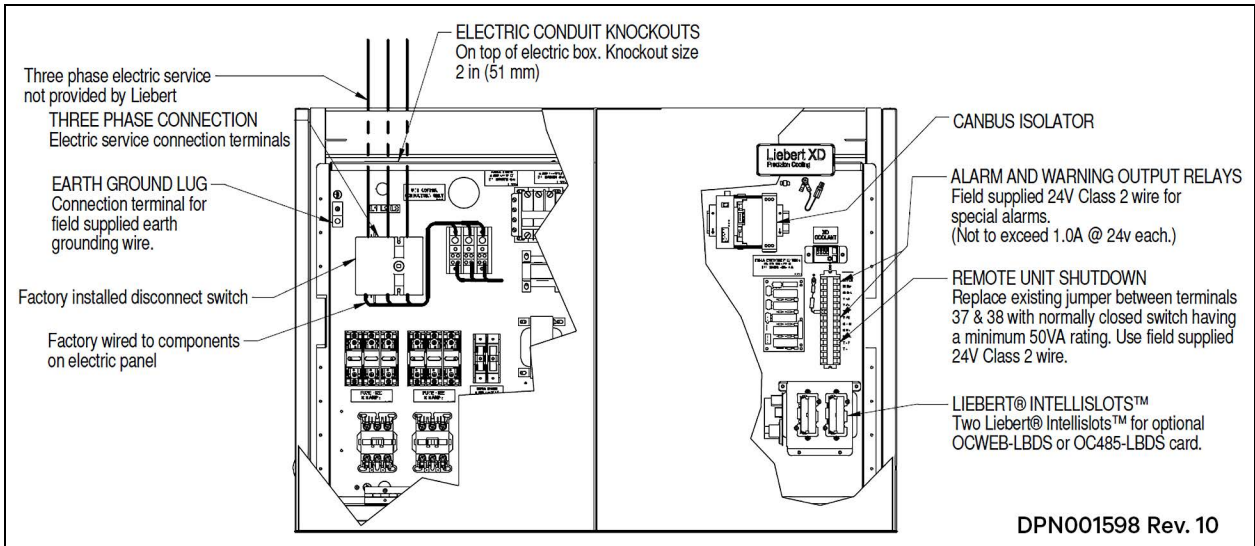 ELECTRIC CONDUIT KNOCKOUTS
On top of electric box. Knockout size
2 in (51 mm)
Three phase electric service
not provided by Liebert
THREE PHASE CONNECTION
Electric service connection terminals
EARTH GROUND LUG
Connection terminal for
field supplied earth
grounding wire.
Factory installed disconnect switch
Factory wired to components
on electric panel
Liebert XD
Precision Cooling
XD
COOLANT
CANBUS ISOLATOR
ALARM AND WARNING OUTPUT RELAYS
Field supplied 24V Class 2 wire for
special alarms.
(Not to exceed 1.0A @ 24v each.)
REMOTE UNIT SHUTDOWN
Replace existing jumper between terminals
37 & 38 with normally closed switch having
a minimum 50VA rating. Use field supplied
24V Class 2 wire.
LIEBERT® INTELLISLOTS™
Two Liebert® Intellislots™ for optional
OCWEB-LBDS or OC485-LBDS card.
DPN001598 Rev. 10